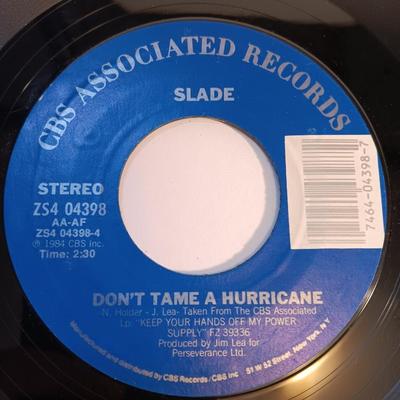 CBS ASSOCIATED RECORDS
SLADE
STEREO
ZS4 04398
AA-AF
ZS4 04398-4
℗ 1984 CBS Inc.
Time: 2:30
7464-04398-7
DON'T TAME A HURRICANE
-N. Holder - J. Lea- Taken From The CBS Associated
Lp: "KEEP YOUR HANDS OFF MY POWER
SUPPLY" FZ 39336
Produced by Jim Lea for
Perseverance Ltd.
Manufactured and distributed by CBS Records/CBS Inc 51 W 52 Street, New York, N.Y